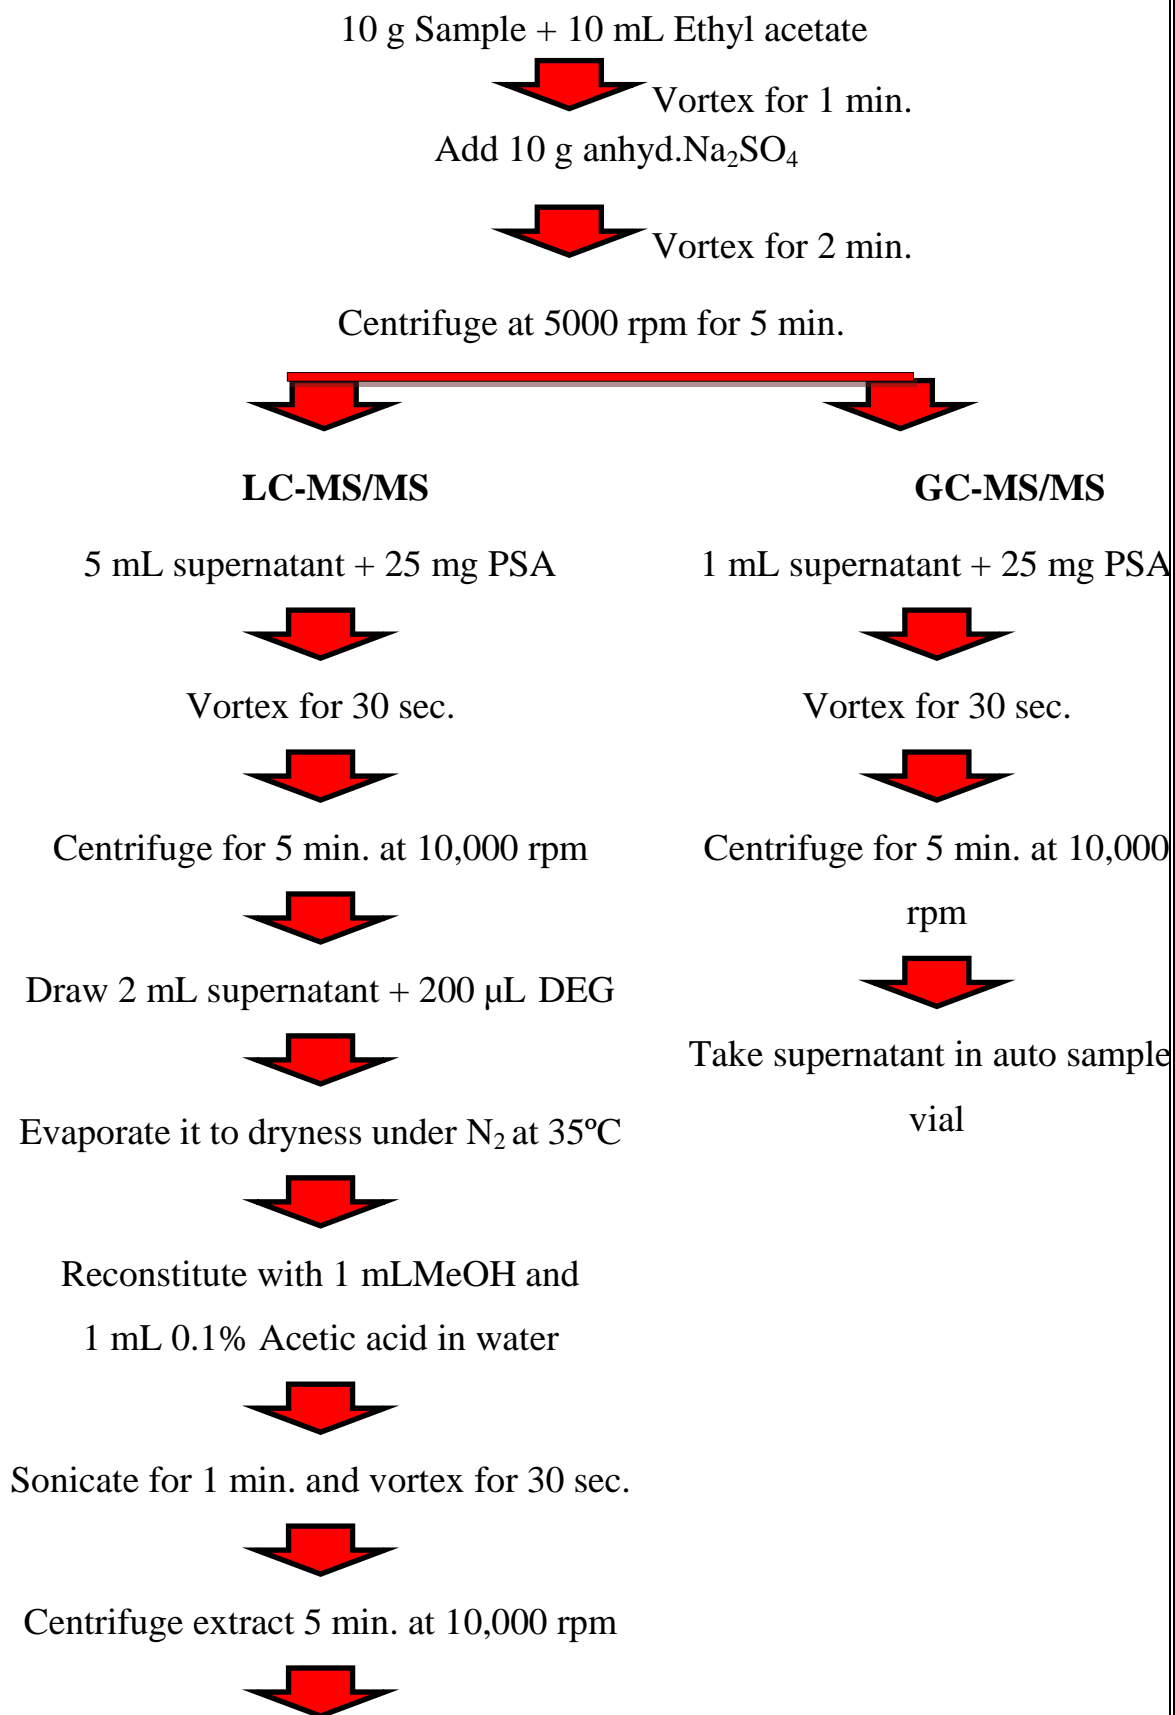 10 g Sample + 10 mL Ethyl acetate
Vortex for 1 min.
Add 10 g anhyd.Na₂SO₄
Vortex for 2 min.
Centrifuge at 5000 rpm for 5 min.
LC-MS/MS
5 mL supernatant + 25 mg PSA
Vortex for 30 sec.
Centrifuge for 5 min. at 10,000 rpm
Draw 2 mL supernatant + 200 μL DEG
Evaporate it to dryness under N₂ at 35ºC
Reconstitute with 1 mLMeOH and
1 mL 0.1% Acetic acid in water
Sonicate for 1 min. and vortex for 30 sec.
Centrifuge extract 5 min. at 10,000 rpm
GC-MS/MS
1 mL supernatant + 25 mg PSA
Vortex for 30 sec.
Centrifuge for 5 min. at 10,000
rpm
Take supernatant in auto sample
vial